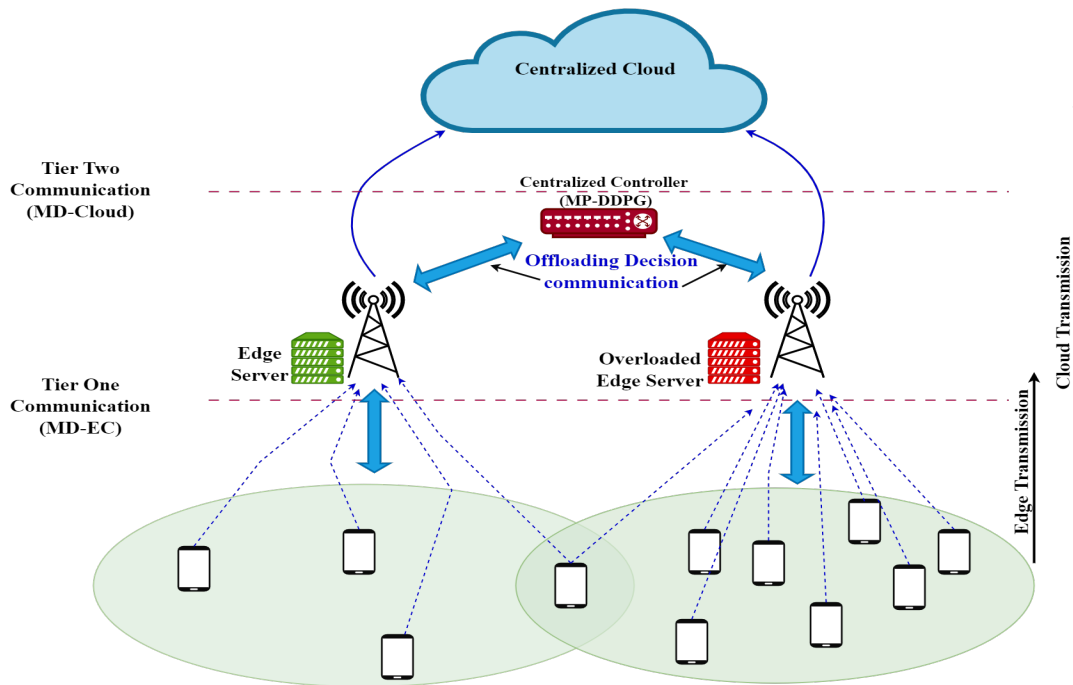 Centralized Cloud
Tier Two
Communication
(MD-Cloud)
Centralized Controller
(MP-DDPG)
Offloading Decision
communication
Edge
Server
Overloaded
Edge Server
Tier One
Communication
(MD-EC)
Edge Transmission
Cloud Transmission